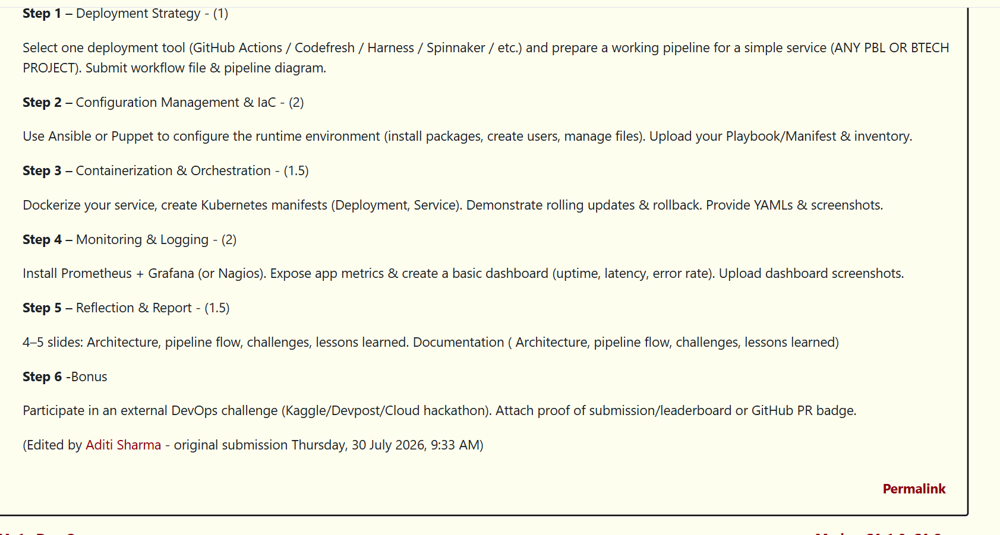 Step 1 – Deployment Strategy - (1)
Select one deployment tool (GitHub Actions / Codefresh / Harness / Spinnaker / etc.) and prepare a working pipeline for a simple service (ANY PBL OR BTECH
PROJECT). Submit workflow file & pipeline diagram.
Step 2 – Configuration Management & IaC - (2)
Use Ansible or Puppet to configure the runtime environment (install packages, create users, manage files). Upload your Playbook/Manifest & inventory.
Step 3 – Containerization & Orchestration - (1.5)
Dockerize your service, create Kubernetes manifests (Deployment, Service). Demonstrate rolling updates & rollback. Provide YAMLs & screenshots.
Step 4 – Monitoring & Logging - (2)
Install Prometheus + Grafana (or Nagios). Expose app metrics & create a basic dashboard (uptime, latency, error rate). Upload dashboard screenshots.
Step 5 – Reflection & Report - (1.5)
4–5 slides: Architecture, pipeline flow, challenges, lessons learned. Documentation ( Architecture, pipeline flow, challenges, lessons learned)
Step 6 -Bonus
Participate in an external DevOps challenge (Kaggle/Devpost/Cloud hackathon). Attach proof of submission/leaderboard or GitHub PR badge.
(Edited by Aditi Sharma - original submission Thursday, 30 July 2026, 9:33 AM)
Permalink